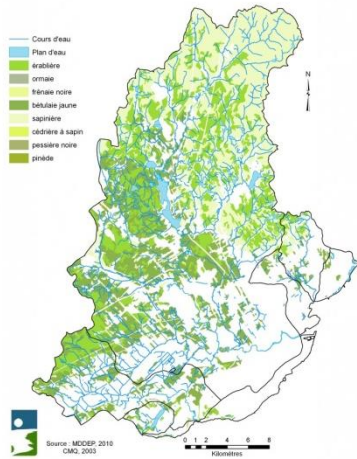 Cours d'eau
Plan d'eau
érablière
ormaie
frênaie noire
bétulaie jaune
sapinière
cédrière à sapin
pessière noire
pinède
N
Source : MDDEP, 2010
CMQ, 2003
0 1 2 4 6 8
Kilomètres